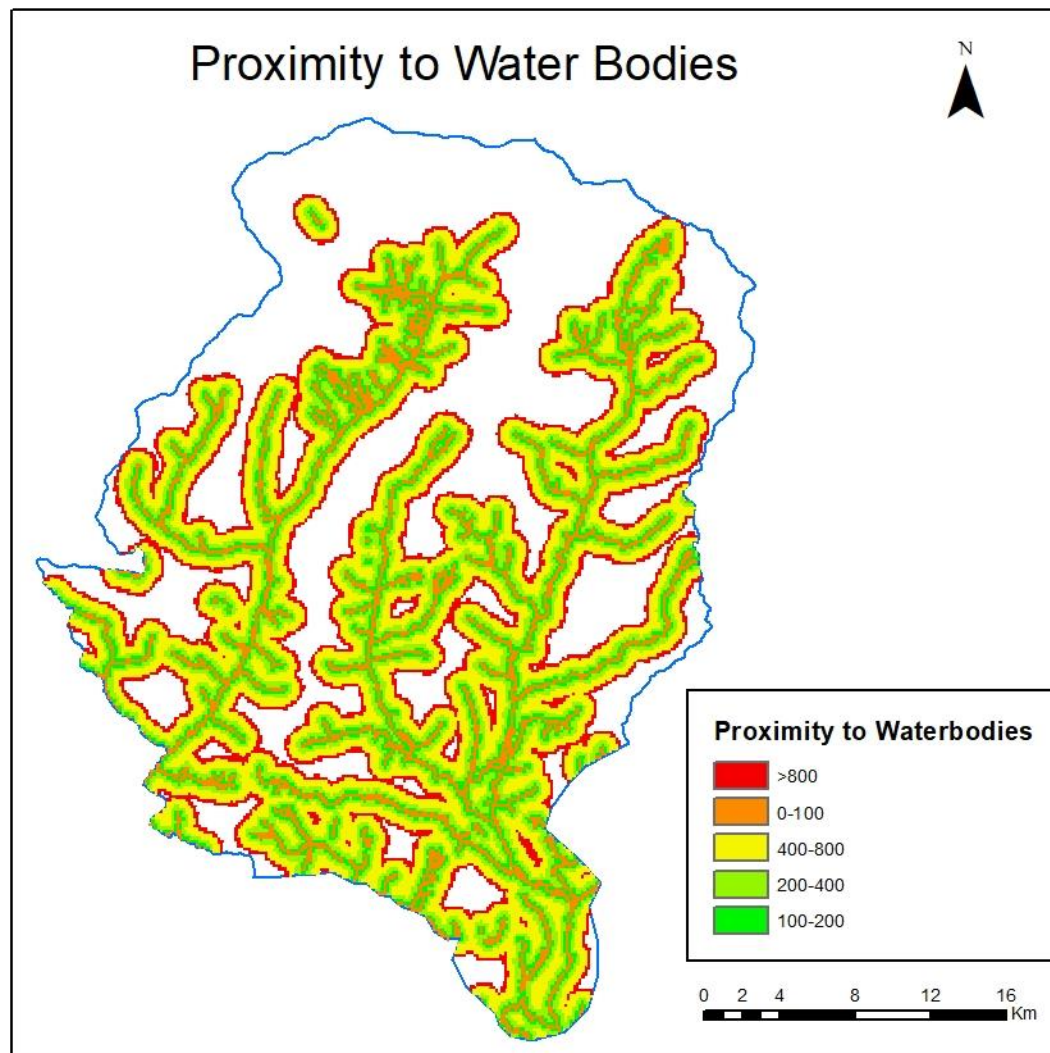 Proximity to Water Bodies
N
Proximity to Waterbodies
>800
0-100
400-800
200-400
100-200
0 2 4 8 12 16
Km